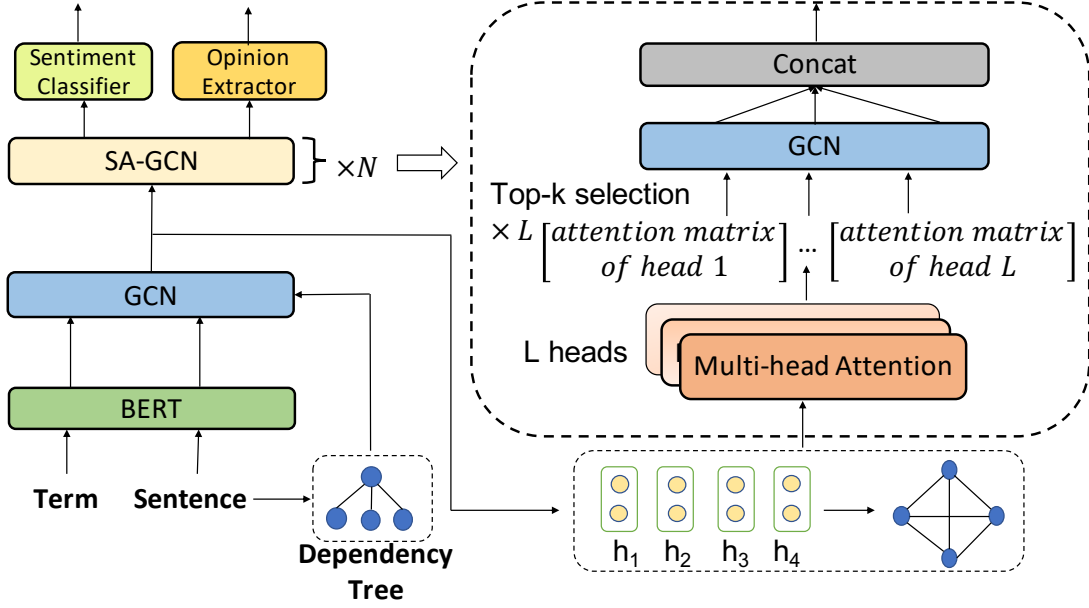 Sentiment
Classifier
Opinion
Extractor
SA-GCN
×N
GCN
BERT
Term
Sentence
Dependency
Tree
Concat
GCN
Top-k selection
× L [attention matrix of head 1] ... [attention matrix of head L]
L heads
Multi-head Attention
h₁ h₂ h₃ h₄